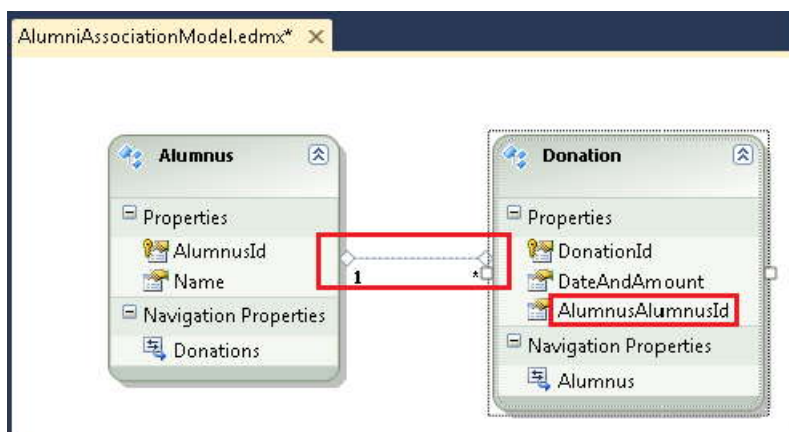 AlumniAssociationModel.edmx* ×
Alumnus
Properties
AlumnusId
Name
Navigation Properties
Donations
1 *
Donation
Properties
DonationId
DateAndAmount
AlumnusAlumnusId
Navigation Properties
Alumnus